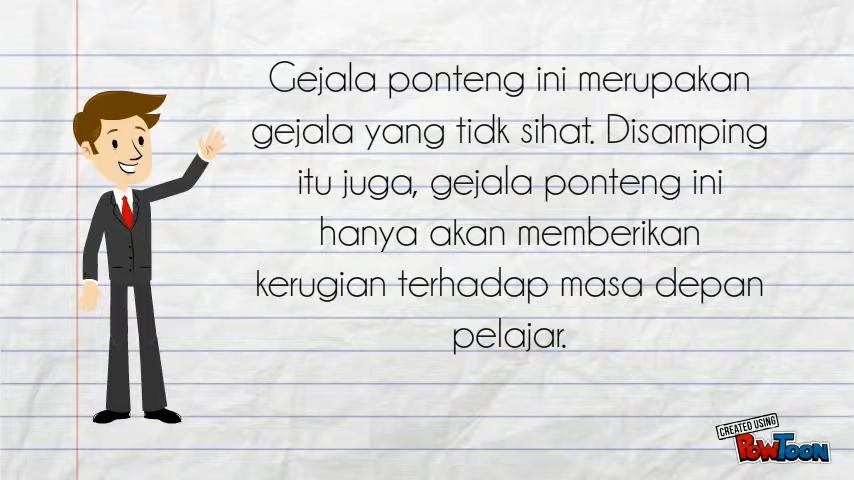 Gejala ponteng ini merupakan
gejala yang tidk sihat. Disamping
itu juga, gejala ponteng ini
hanya akan memberikan
kerugian terhadap masa depan
pelajar.
CREATED USING
POWTOON